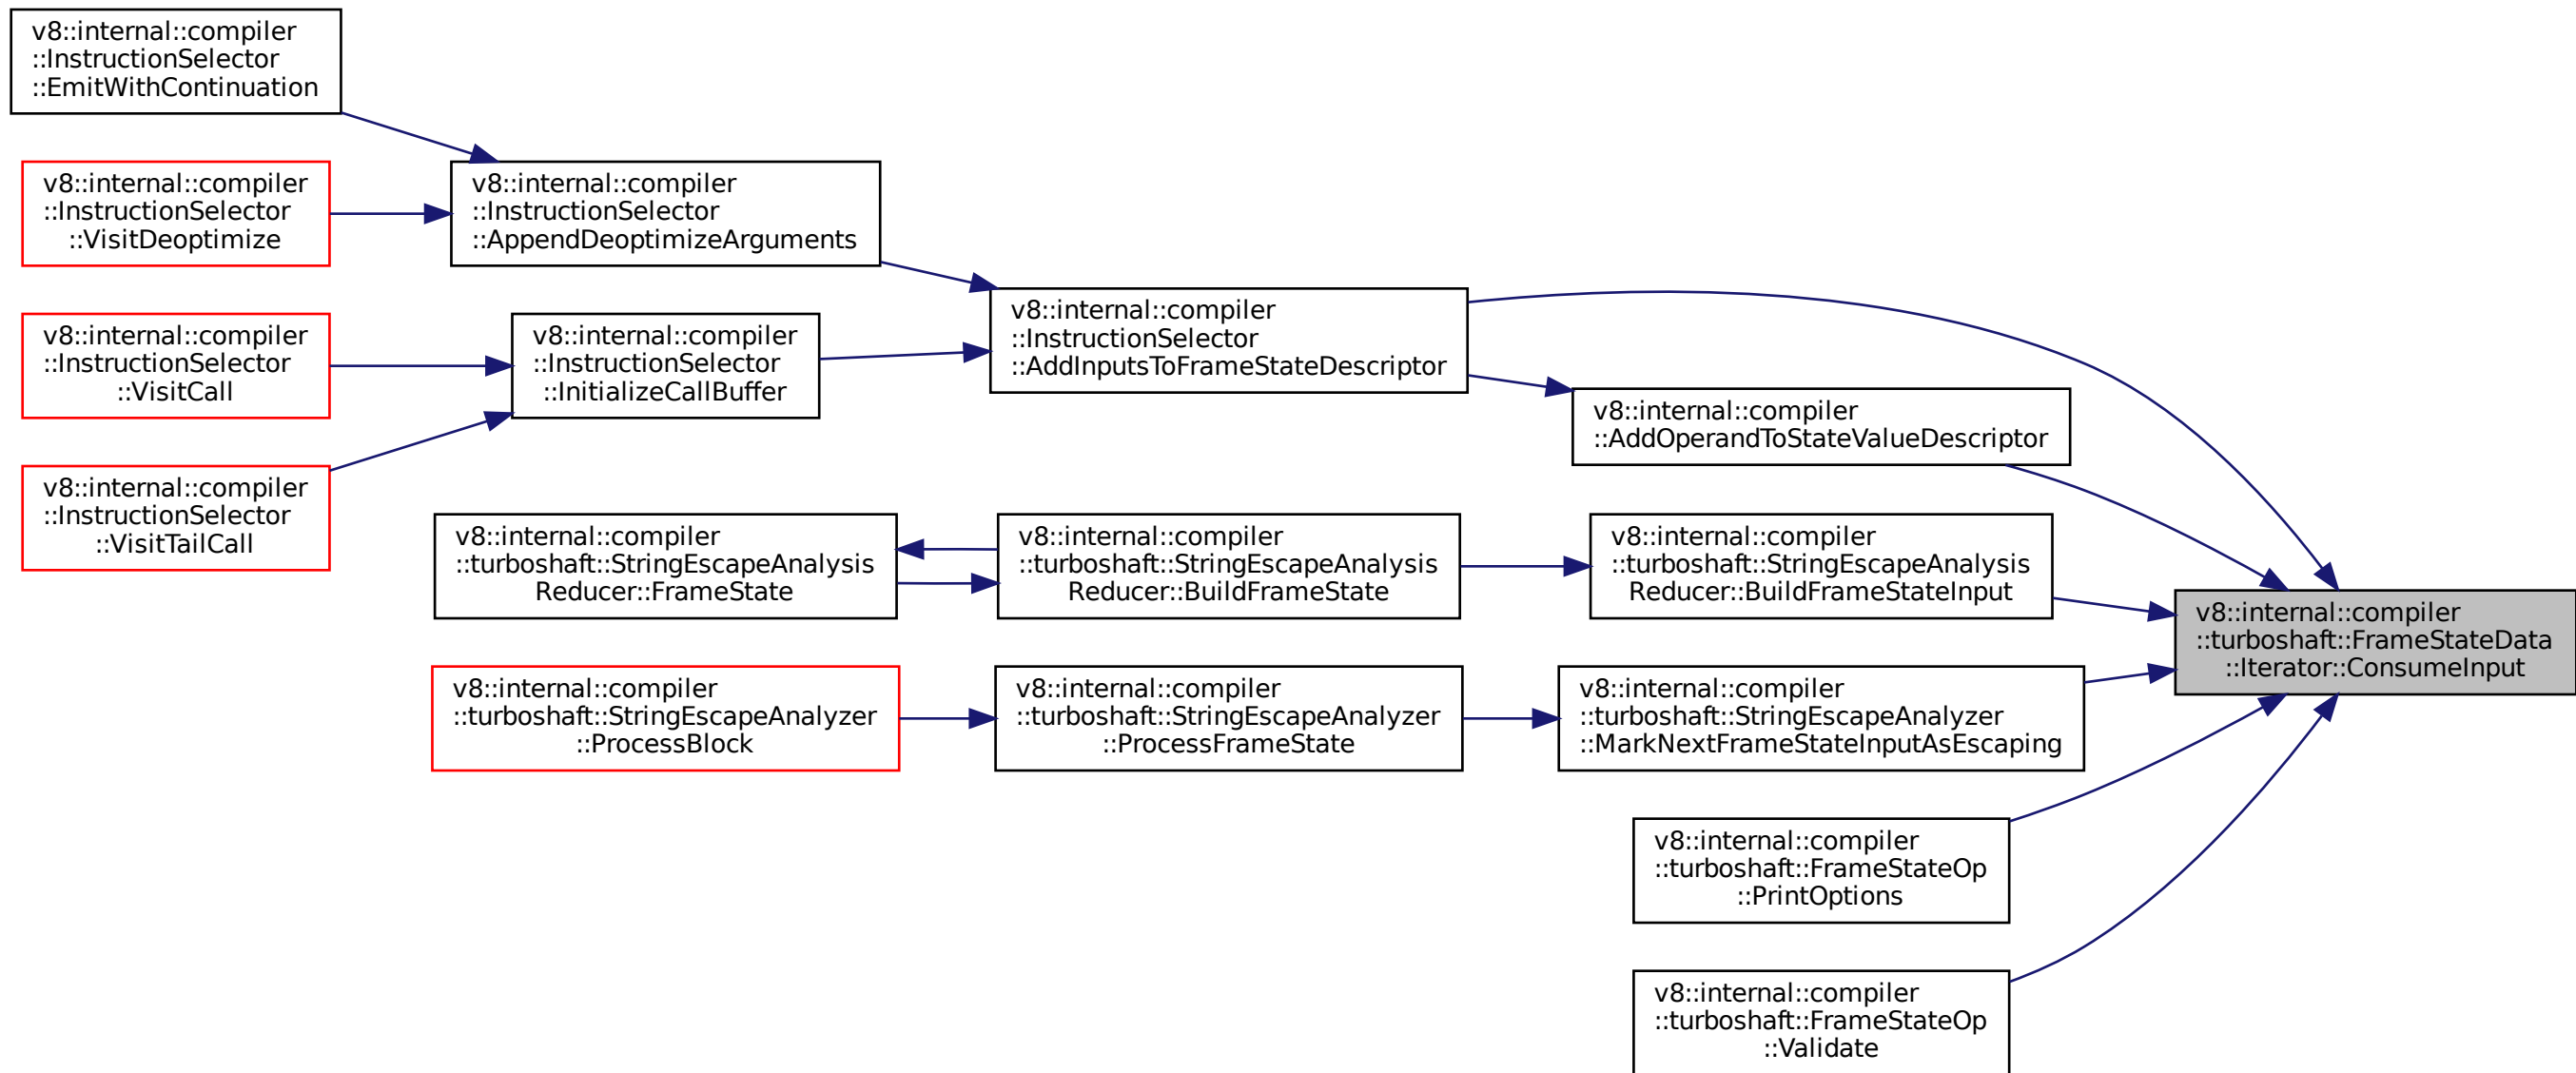 v8::internal::compiler
::InstructionSelector
::EmitWithContinuation
v8::internal::compiler
::InstructionSelector
::VisitDeoptimize
v8::internal::compiler
::InstructionSelector
::AppendDeoptimizeArguments
v8::internal::compiler
::InstructionSelector
::VisitCall
v8::internal::compiler
::InstructionSelector
::InitializeCallBuffer
v8::internal::compiler
::InstructionSelector
::AddInputsToFrameStateDescriptor
v8::internal::compiler
::AddOperandToStateValueDescriptor
v8::internal::compiler
::InstructionSelector
::VisitTailCall
v8::internal::compiler
::turboshaft::StringEscapeAnalysis
Reducer::FrameState
v8::internal::compiler
::turboshaft::StringEscapeAnalysis
Reducer::BuildFrameState
v8::internal::compiler
::turboshaft::StringEscapeAnalysis
Reducer::BuildFrameStateInput
v8::internal::compiler
::turboshaft::FrameStateData
::Iterator::ConsumeInput
v8::internal::compiler
::turboshaft::StringEscapeAnalyzer
::ProcessBlock
v8::internal::compiler
::turboshaft::StringEscapeAnalyzer
::ProcessFrameState
v8::internal::compiler
::turboshaft::StringEscapeAnalyzer
::MarkNextFrameStateInputAsEscaping
v8::internal::compiler
::turboshaft::FrameStateOp
::PrintOptions
v8::internal::compiler
::turboshaft::FrameStateOp
::Validate